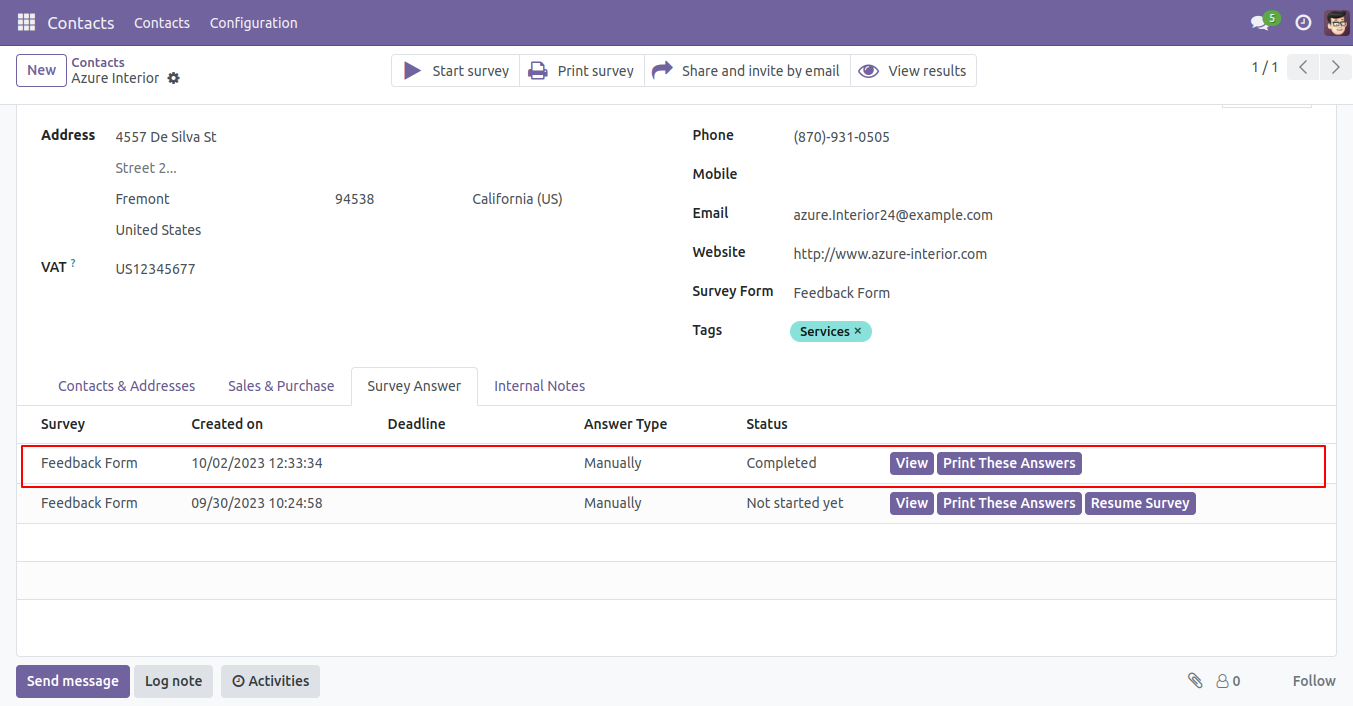 Contacts Contacts Configuration 5
New Contacts
Azure Interior
Start survey Print survey Share and invite by email View results 1 / 1
Address 4557 De Silva St
Street 2...
Fremont 94538 California (US)
United States
VAT ? US12345677
Phone (870)-931-0505
Mobile
Email azure.Interior24@example.com
Website http://www.azure-interior.com
Survey Form Feedback Form
Tags Services ×
Contacts & Addresses Sales & Purchase Survey Answer Internal Notes
Survey Created on Deadline Answer Type Status
Feedback Form 10/02/2023 12:33:34 Manually Completed View Print These Answers
Feedback Form 09/30/2023 10:24:58 Manually Not started yet View Print These Answers Resume Survey
Send message Log note Activities 0 Follow